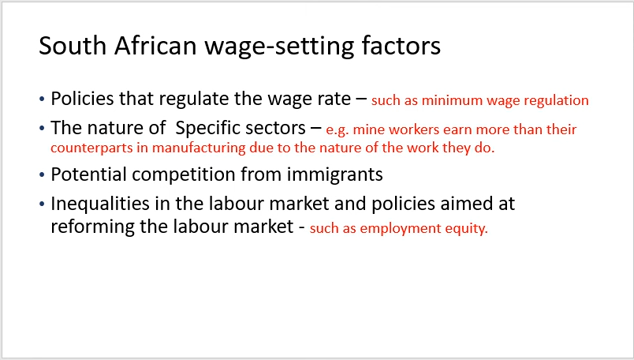 South African wage-setting factors
• Policies that regulate the wage rate – such as minimum wage regulation
• The nature of  Specific sectors – e.g. mine workers earn more than their
counterparts in manufacturing due to the nature of the work they do.
• Potential competition from immigrants
• Inequalities in the labour market and policies aimed at
reforming the labour market - such as employment equity.